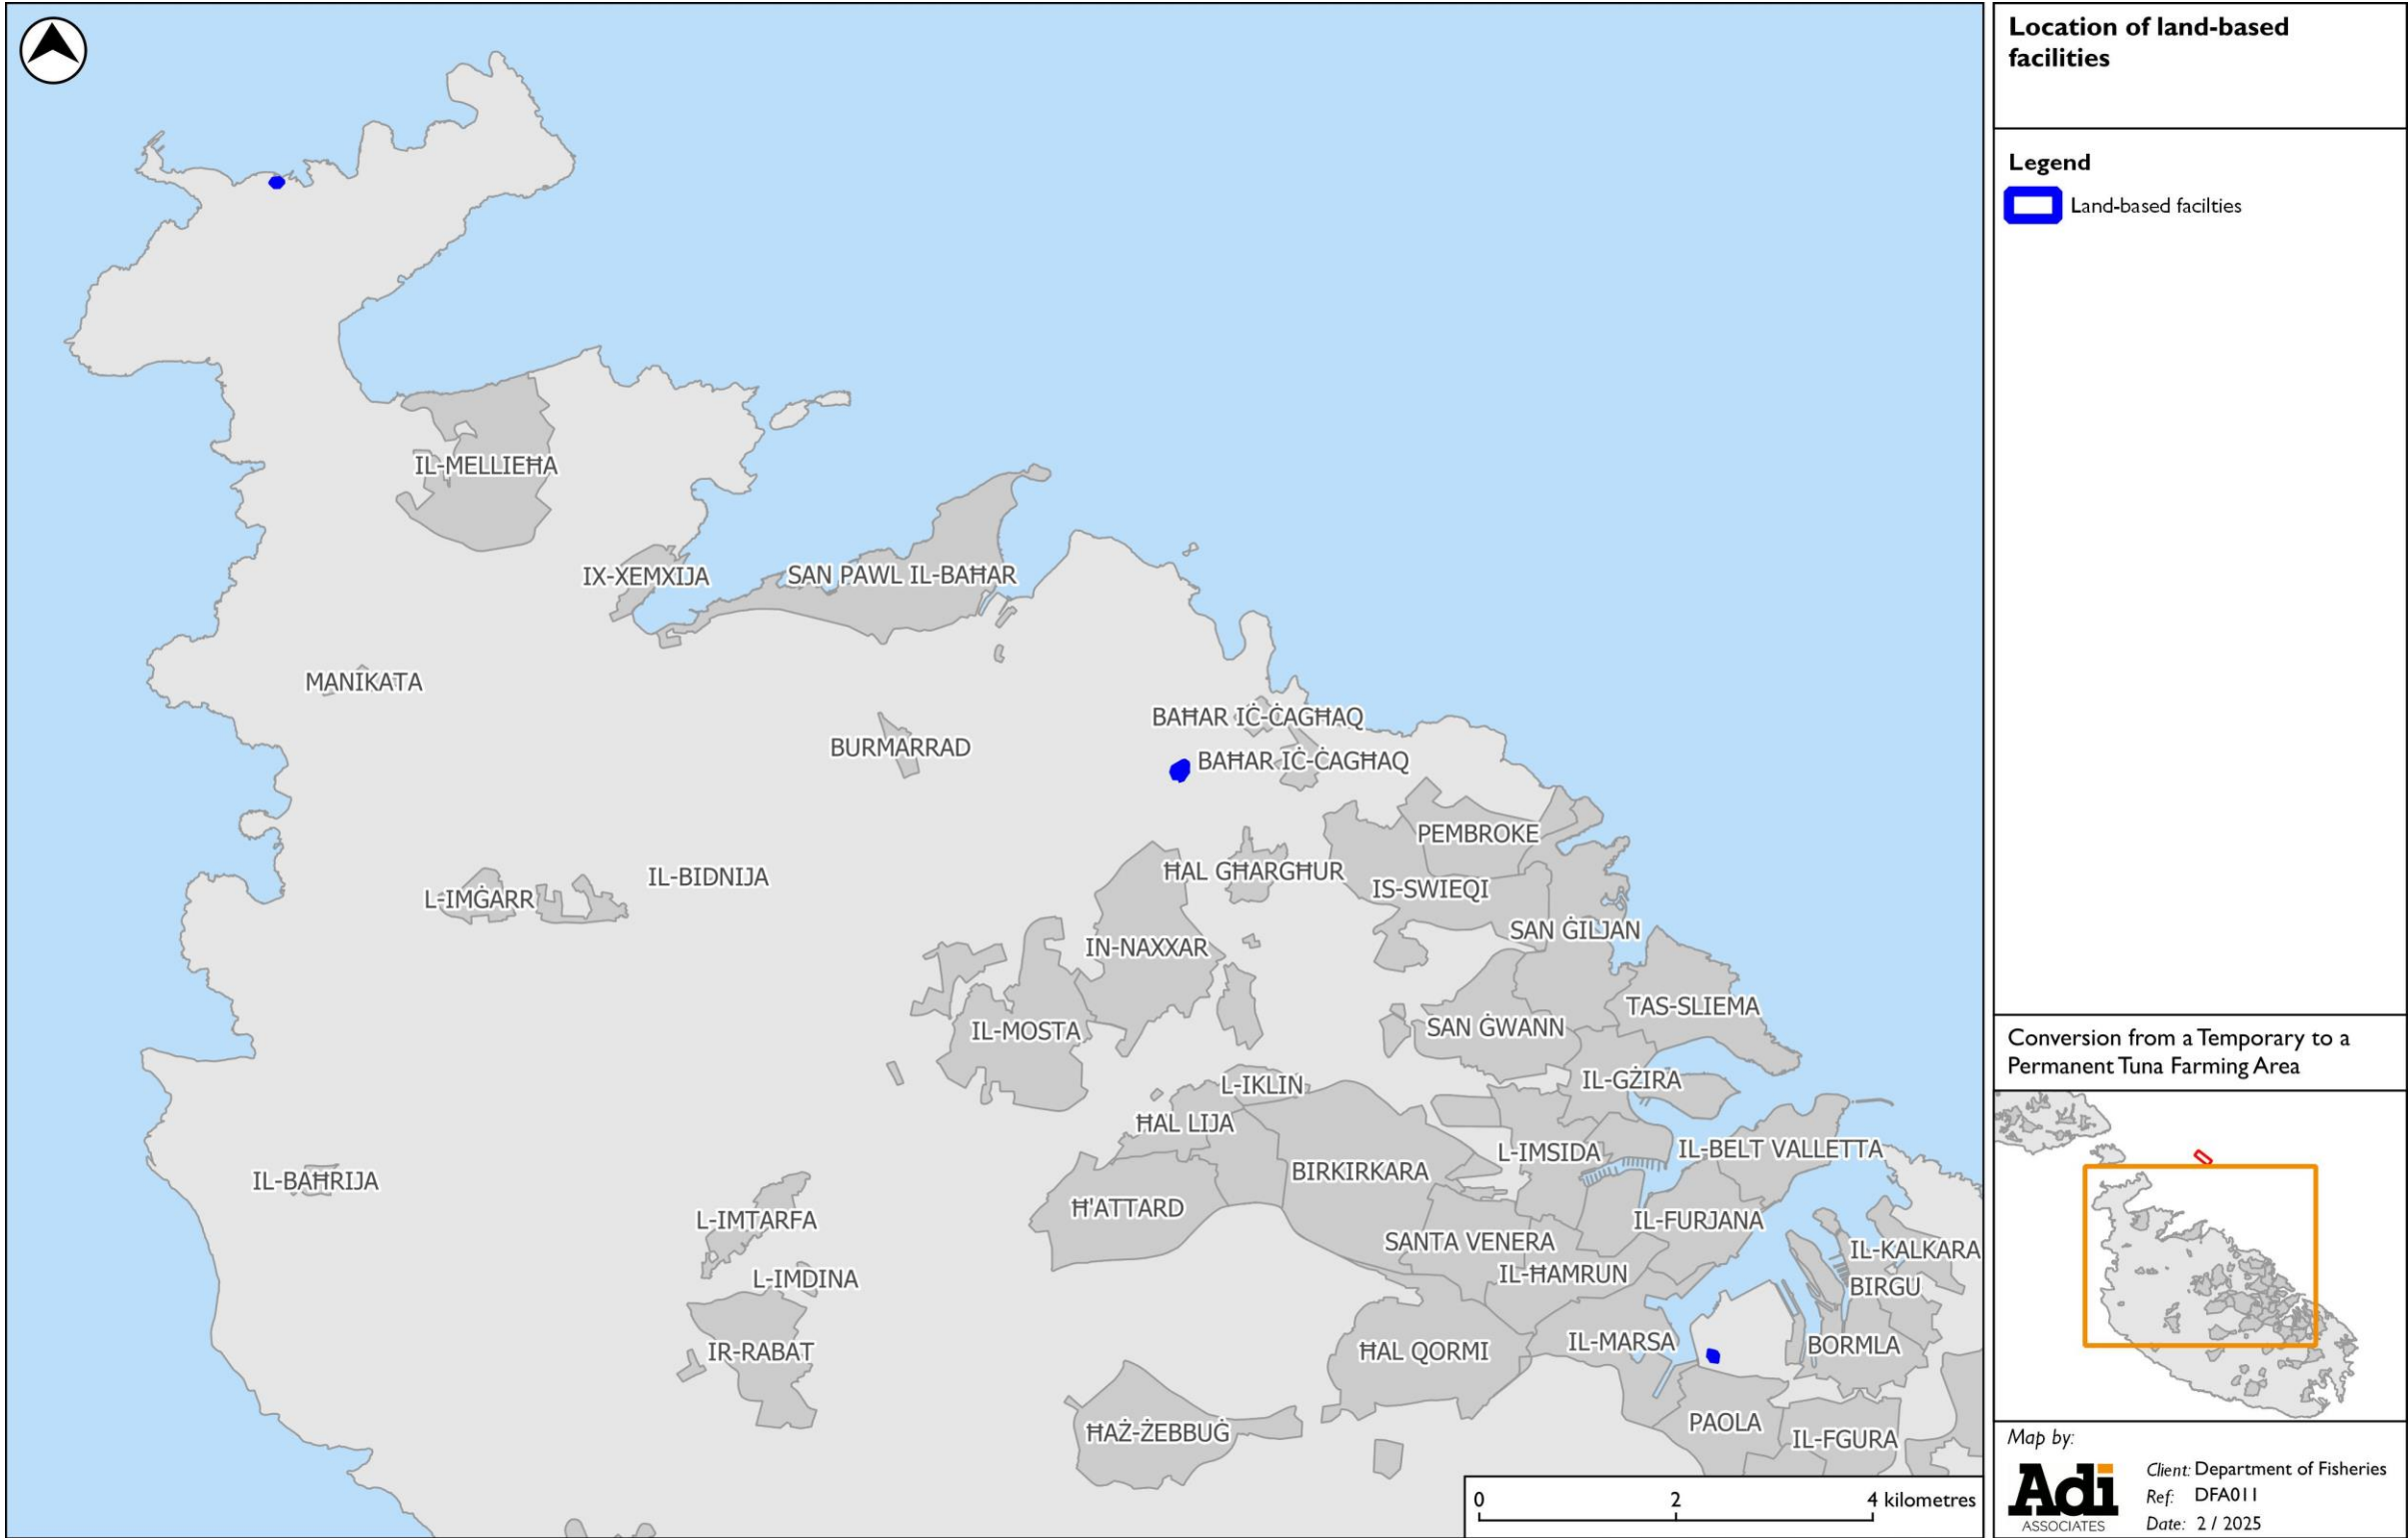 Location of land-based
facilities
Legend
Land-based facilties
IL-MELLIEĦA
IX-XEMXIJA
SAN PAWL IL-BAĦAR
MANIKATA
BAĦAR IĊ-ĊAGĦAQ
BURMARRAD
BAĦAR IĊ-ĊAGĦAQ
PEMBROKE
ĦAL GĦARGĦUR
IL-BIDNIJA
IS-SWIEQI
L-IMĠARR
SAN ĠILJAN
IN-NAXXAR
TAS-SLIEMA
SAN ĠWANN
IL-MOSTA
IL-GŻIRA
L-IKLIN
ĦAL LIJA
IL-BELT VALLETTA
L-IMSIDA
BIRKIRKARA
IL-BAĦRIJA
Ħ'ATTARD
L-IMTARFA
IL-FURJANA
SANTA VENERA
IL-KALKARA
IL-ĦAMRUN
L-IMDINA
BIRGU
IL-MARSA
BORMLA
ĦAL QORMI
IR-RABAT
PAOLA
ĦAŻ-ŻEBBUĠ
IL-FGURA
0 2 4 kilometres
Conversion from a Temporary to a
Permanent Tuna Farming Area
Map by:
Adi
ASSOCIATES
Client: Department of Fisheries
Ref: DFA011
Date: 2 / 2025